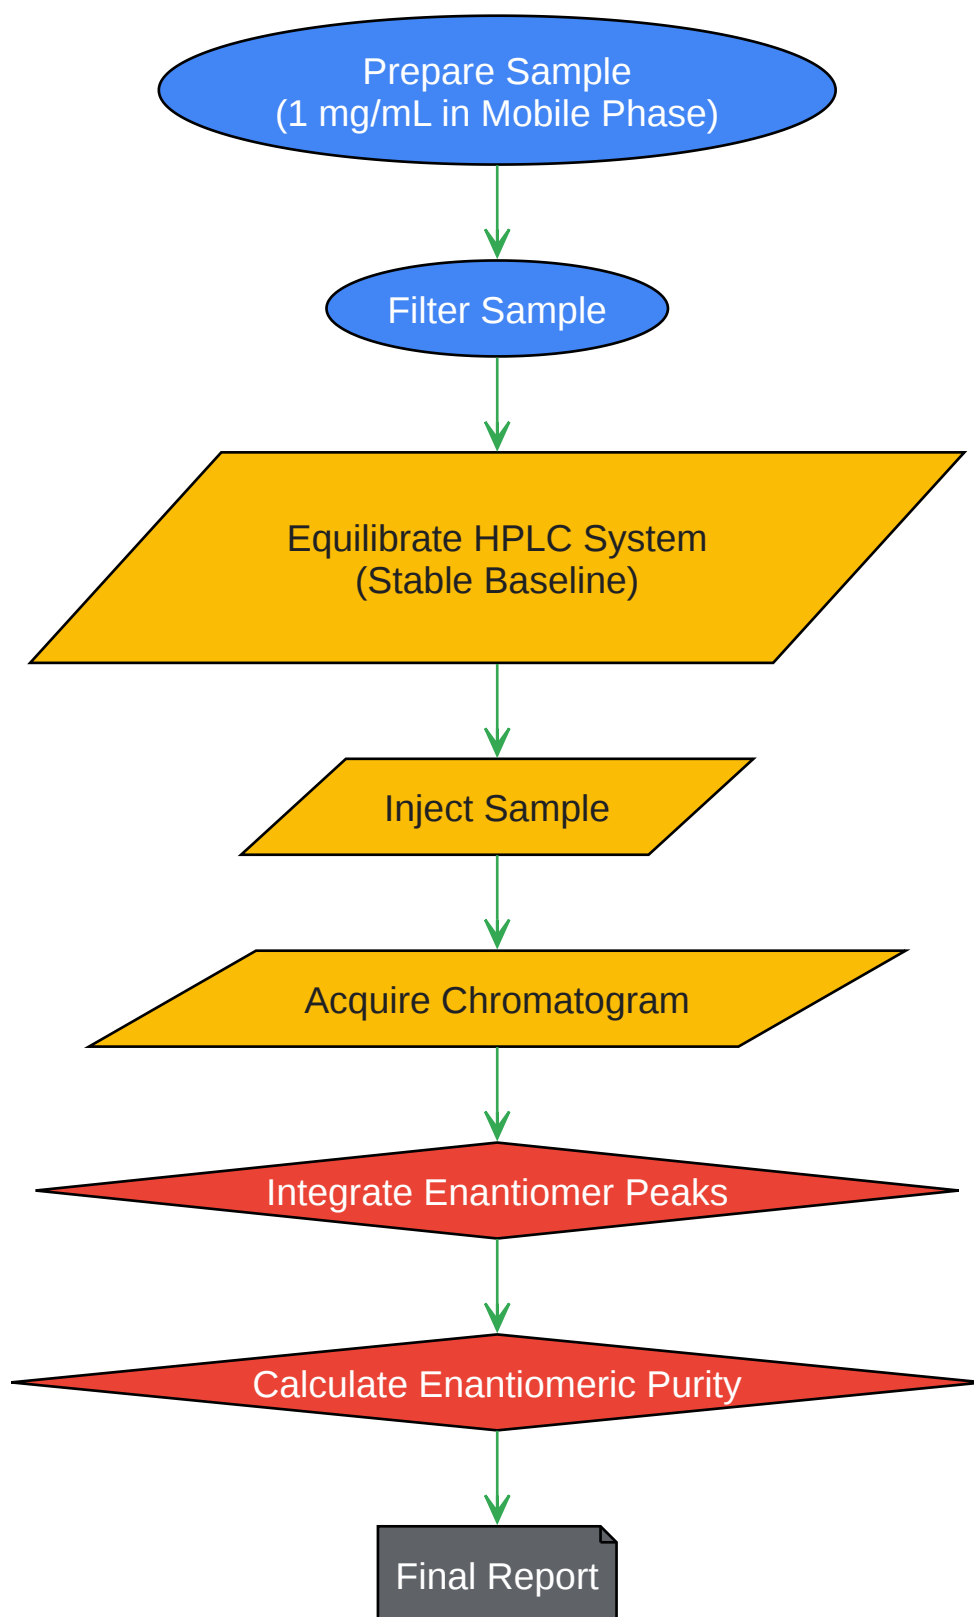 Prepare Sample
(1 mg/mL in Mobile Phase)
Filter Sample
Equilibrate HPLC System
(Stable Baseline)
Inject Sample
Acquire Chromatogram
Integrate Enantiomer Peaks
Calculate Enantiomeric Purity
Final Report